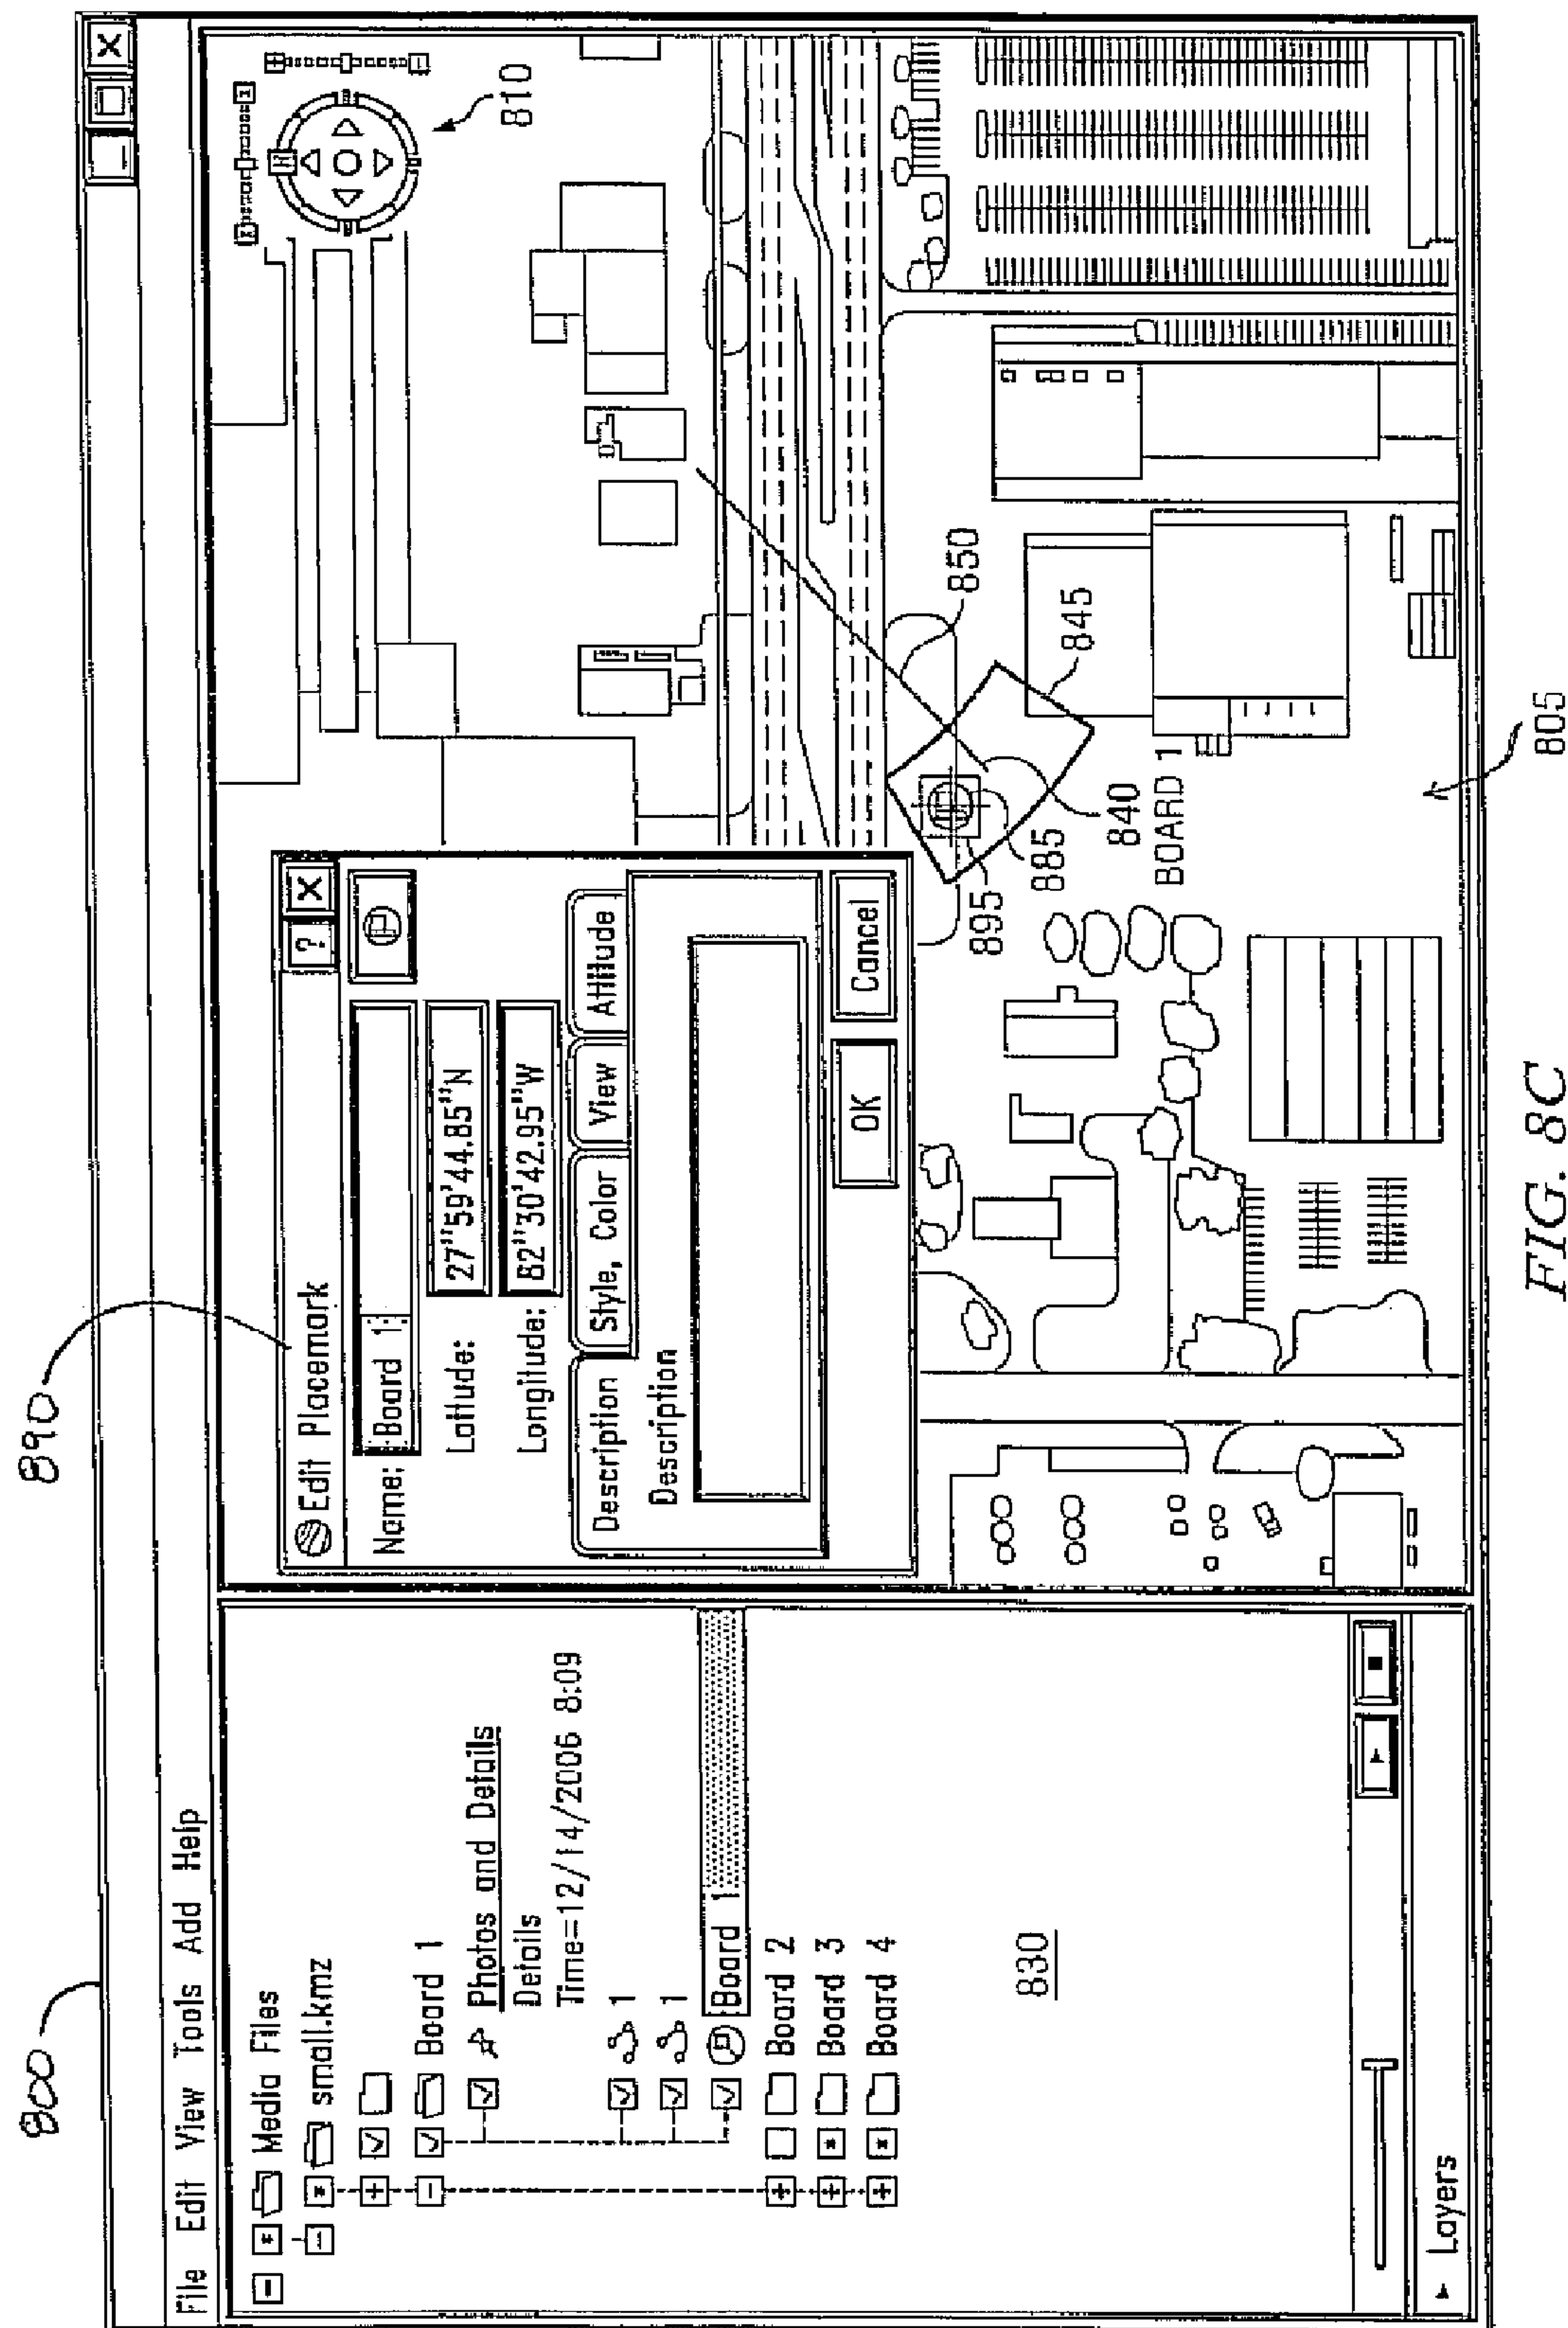 800
890
File Edit View Tools Add Help
Media Files
small.kmz
Board 1
Photos and Details
Details
Time=12/14/2006 8:09
1
1
Board 1
Board 2
Board 3
Board 4
830
Layers
Edit Placemark
? X
Name: Board 1
Latitude: 27"59'44.85"N
Longitude: 82"30'42.95"W
Description Style, Color View Altitude
Description
OK Cancel
N
810
850
845
895
885
840
BOARD 1
805
FIG. 8C